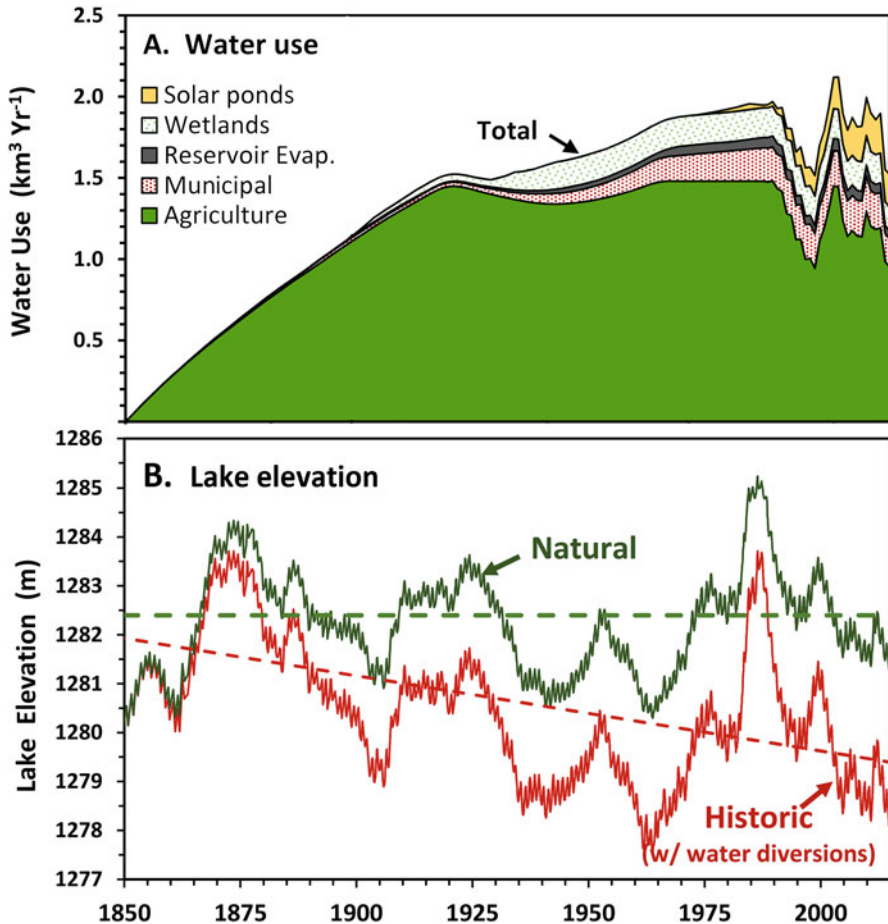 A. Water use
Solar ponds
Wetlands
Reservoir Evap.
Municipal
Agriculture
Total
Water Use (km³ Yr⁻¹)
2.5
2.0
1.5
1.0
0.5
B. Lake elevation
Natural
Historic
(w/ water diversions)
Lake Elevation (m)
1286
1285
1284
1283
1282
1281
1280
1279
1278
1277
1850 1875 1900 1925 1950 1975 2000